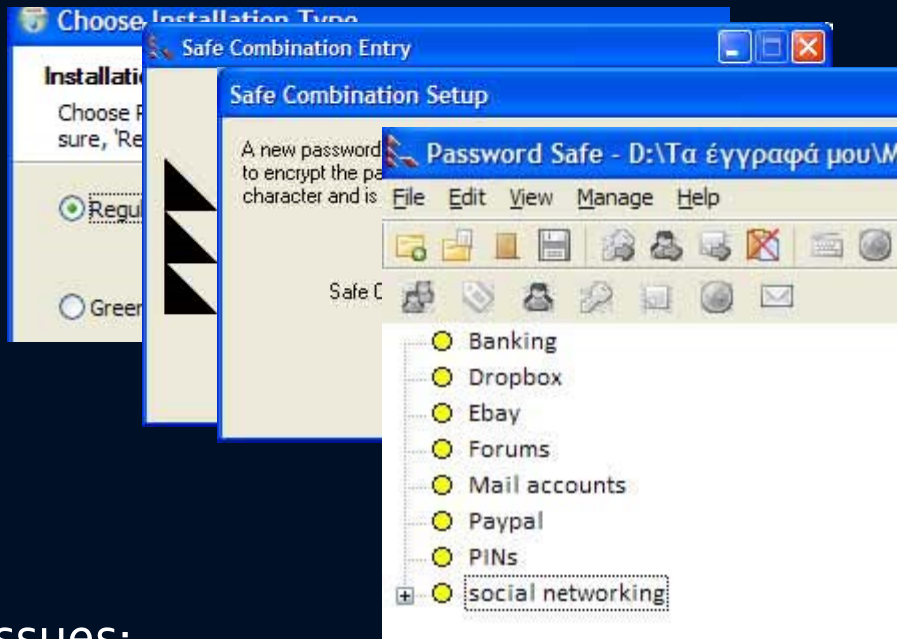 Choose Installation Type
Installati
Choose
sure, 'Re
Regul
Green
Safe Combination Entry
Safe Combination Setup
A new password
to encrypt the pa
character and is
Safe C
Password Safe - D:\Τα έγγραφά μου\M
File Edit View Manage Help
Banking
Dropbox
Ebay
Forums
Mail accounts
Paypal
PINs
social networking
ssues: